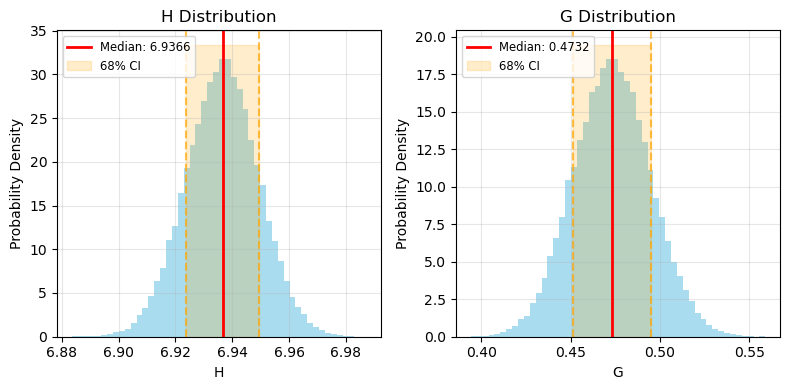 H Distribution
Median: 6.9366
68% CI
35
30
25
20
15
10
5
0
Probability Density
6.88 6.90 6.92 6.94 6.96 6.98
H
G Distribution
Median: 0.4732
68% CI
20.0
17.5
15.0
12.5
10.0
7.5
5.0
2.5
0.0
Probability Density
0.40 0.45 0.50 0.55
G